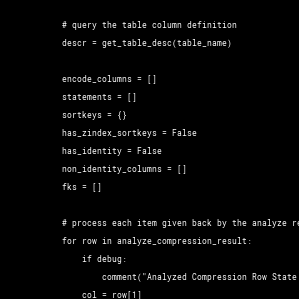 # query the table column definition
descr = get_table_desc(table_name)
encode_columns = []
statements = []
sortkeys = {}
has_zindex_sortkeys = False
has_identity = False
non_identity_columns = []
fks = []
# process each item given back by the analyze
for row in analyze_compression_result:
if debug:
comment("Analyzed Compression Row State
col = row[1]